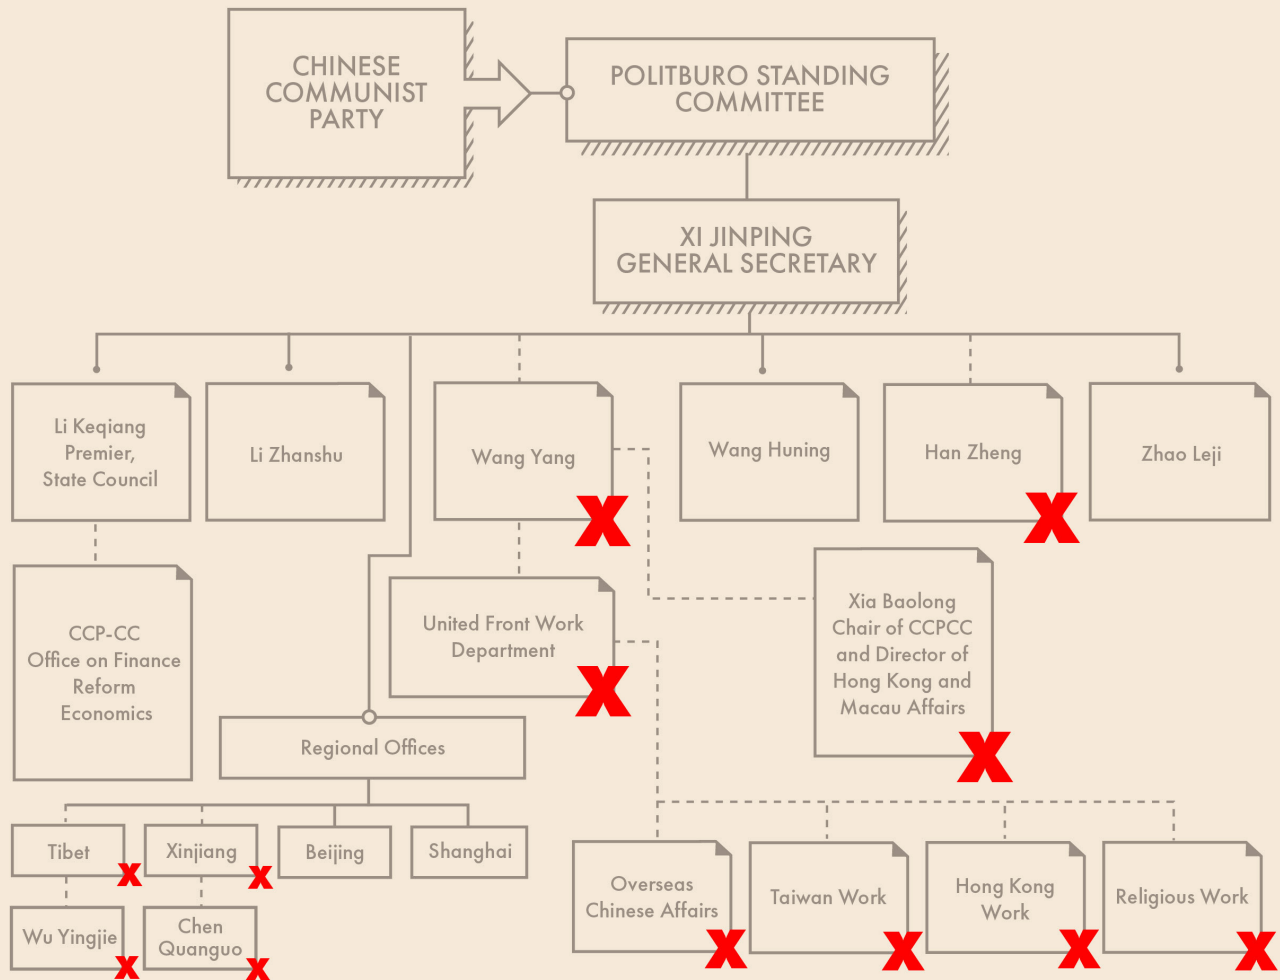 CHINESE
COMMUNIST
PARTY
POLITBURO STANDING
COMMITTEE
XI JINPING
GENERAL SECRETARY
Li Keqiang
Premier,
State Council
Li Zhanshu
Wang Yang
Wang Huning
Han Zheng
Zhao Leji
CCP-CC
Office on Finance
Reform
Economics
United Front Work
Department
Xia Baolong
Chair of CCPCC
and Director of
Hong Kong and
Macau Affairs
Regional Offices
Tibet
Xinjiang
Beijing
Shanghai
Wu Yingjie
Chen
Quanguo
Overseas
Chinese Affairs
Taiwan Work
Hong Kong
Work
Religious Work